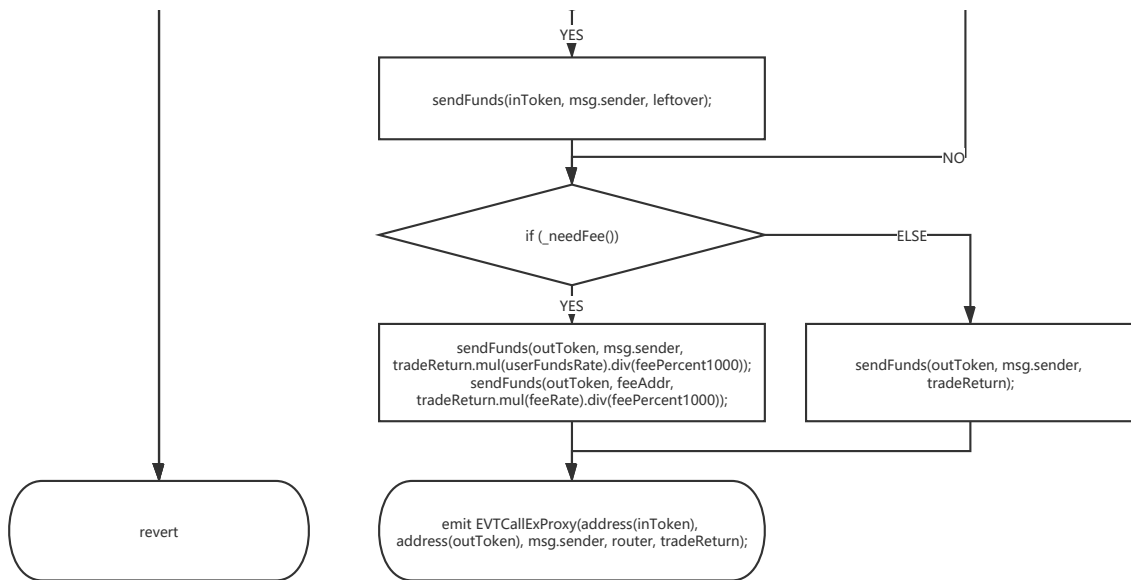 YES
sendFunds(inToken, msg.sender, leftover);
NO
if (_needFee())
ELSE
YES
sendFunds(outToken, msg.sender,
tradeReturn.mul(userFundsRate).div(feePercent1000));
sendFunds(outToken, feeAddr,
tradeReturn.mul(feeRate).div(feePercent1000));
sendFunds(outToken, msg.sender,
tradeReturn);
revert
emit EVTCallExProxy(address(inToken),
address(outToken), msg.sender, router, tradeReturn);